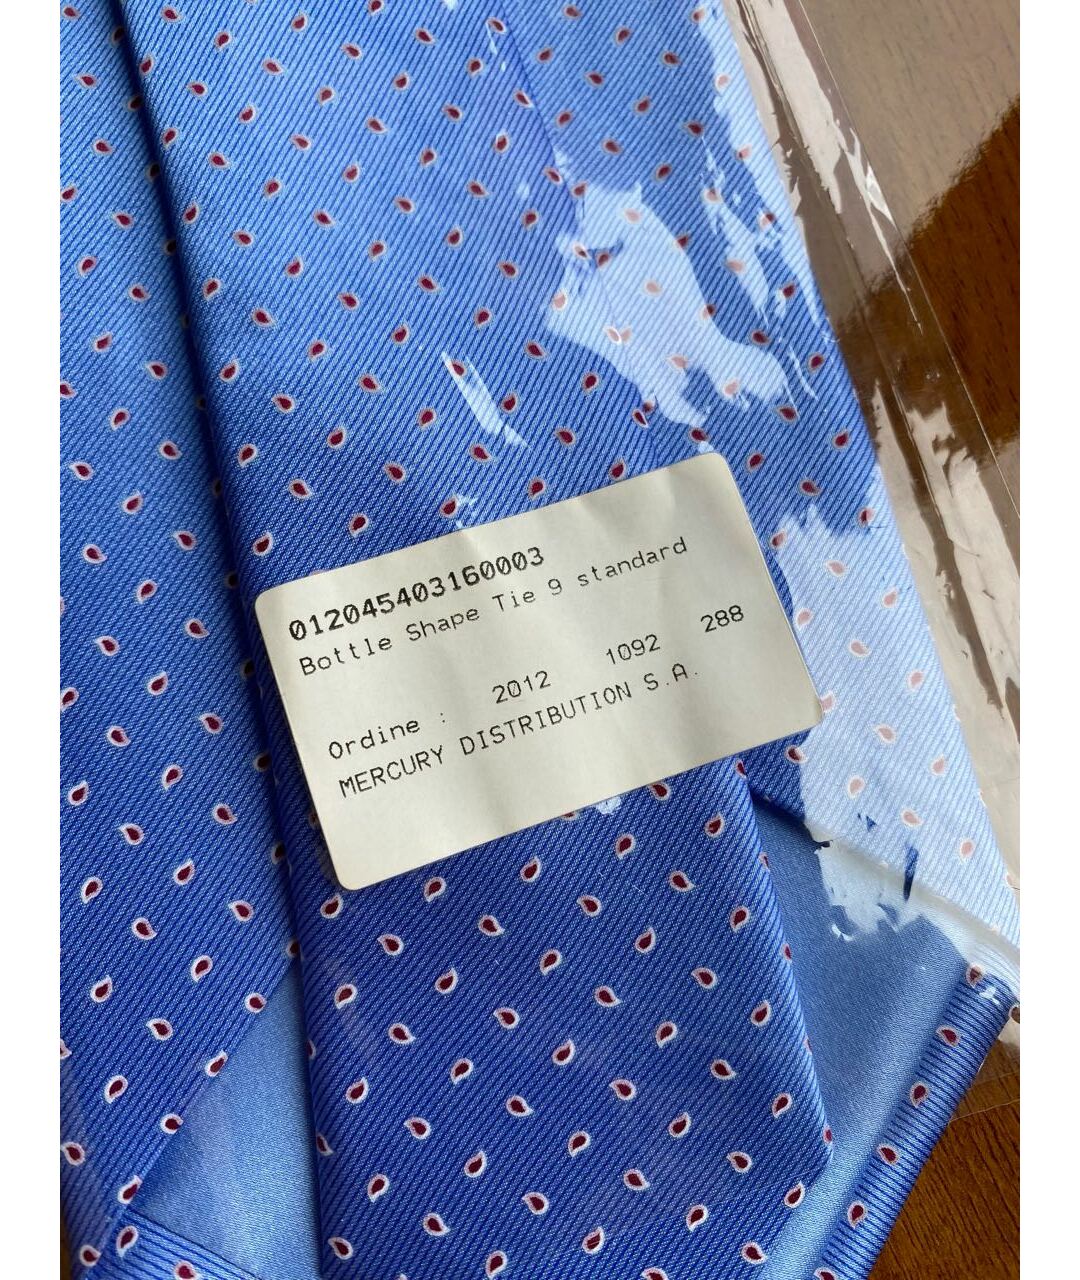 012045403160003
Bottle Shape Tie 9 standard
Ordine : 2012 1092 288
MERCURY DISTRIBUTION S.A.